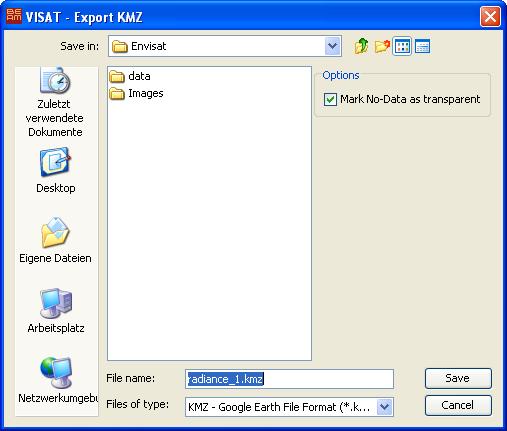 BEAM VISAT - Export KMZ
Save in: Envisat
Zuletzt
verwendete
Dokumente
Desktop
Eigene Dateien
Arbeitsplatz
Netzwerkumgebu
data
Images
Options
Mark No-Data as transparent
File name: radiance_1.kmz
Save
Files of type: KMZ - Google Earth File Format (*.k...
Cancel